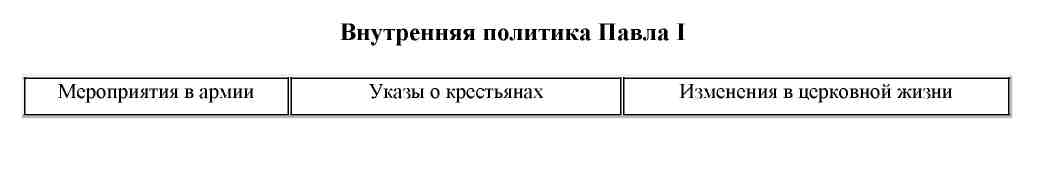 Внутренняя политика Павла I
Мероприятия в армии
Указы о крестьянах
Изменения в церковной жизни